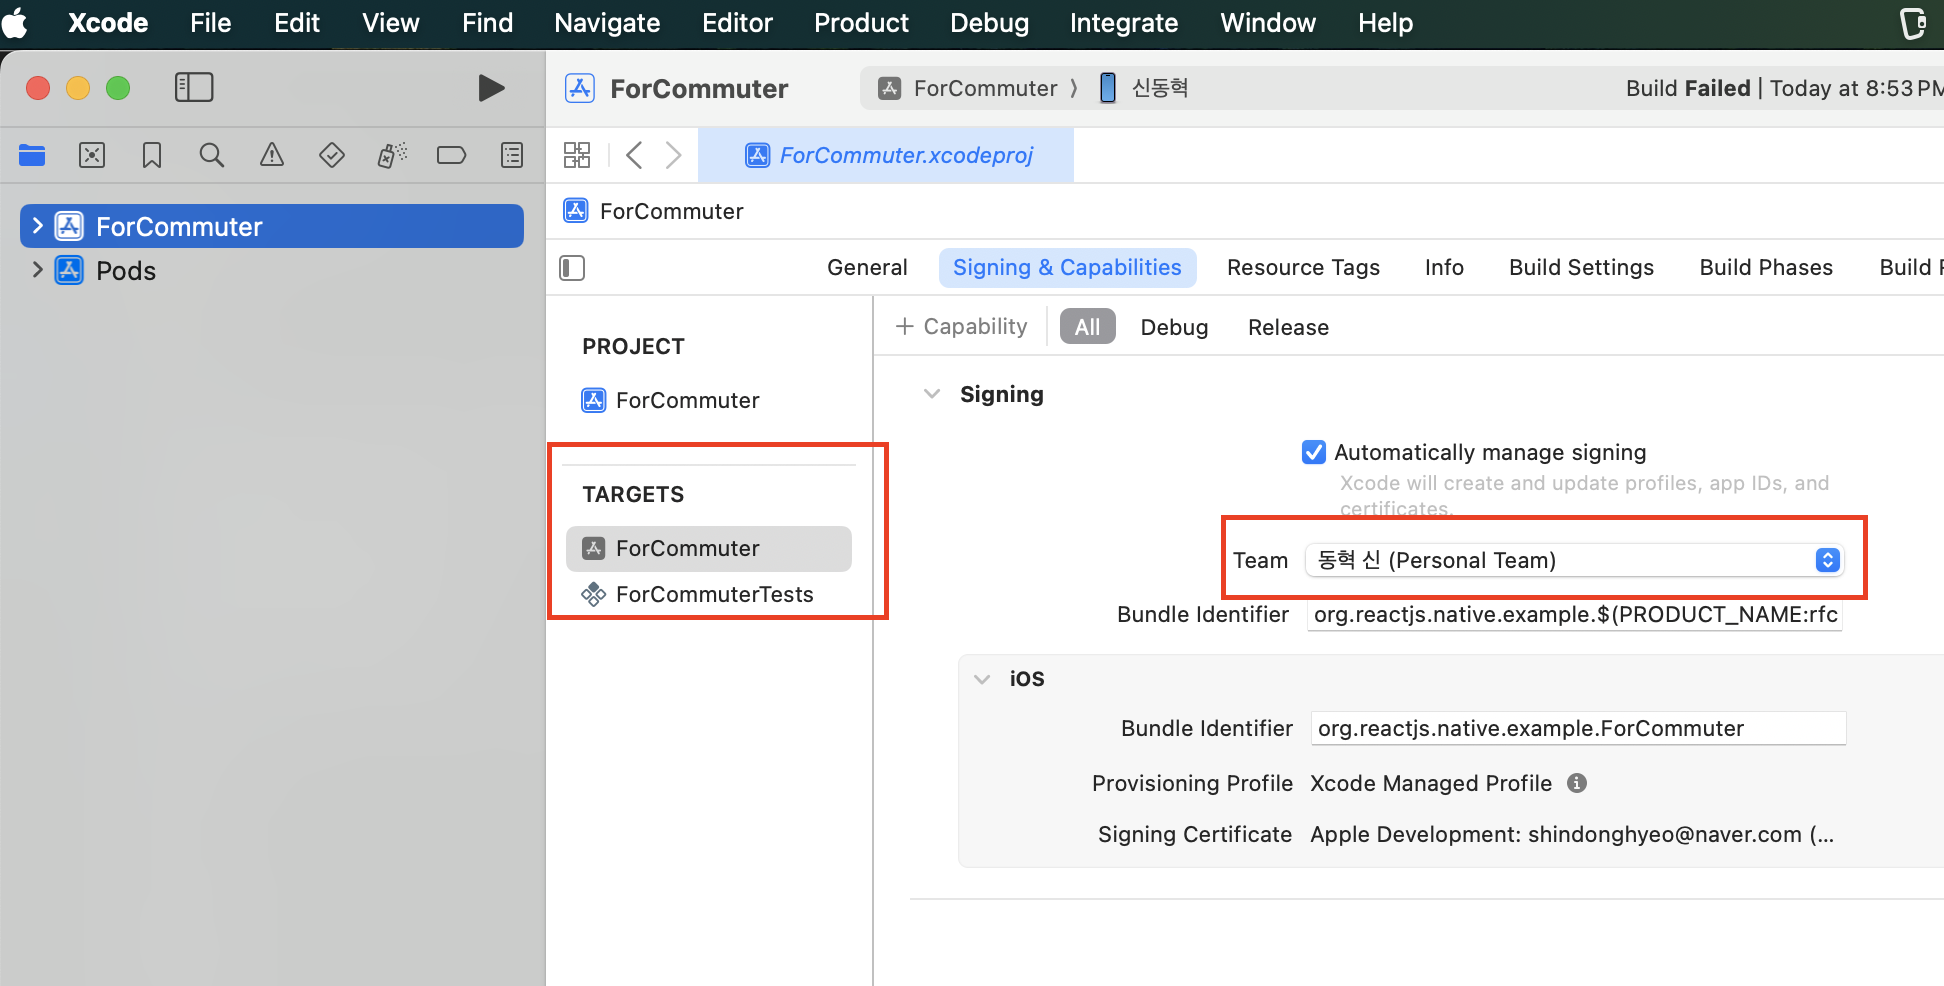 Xcode File Edit View Find Navigate Editor Product Debug Integrate Window Help
ForCommuter
ForCommuter 〉 신동혁
Build Failed | Today at 8:53 PM
ForCommuter.xcodeproj
ForCommuter
Pods
ForCommuter
General Signing & Capabilities Resource Tags Info Build Settings Build Phases Build
PROJECT
ForCommuter
TARGETS
ForCommuter
ForCommuterTests
+ Capability All Debug Release
Signing
Automatically manage signing
Xcode will create and update profiles, app IDs, and
certificates.
Team 동혁 신 (Personal Team)
Bundle Identifier org.reactjs.native.example.$(PRODUCT_NAME:rfc
iOS
Bundle Identifier org.reactjs.native.example.ForCommuter
Provisioning Profile Xcode Managed Profile
Signing Certificate Apple Development: shindonghyeo@naver.com (...